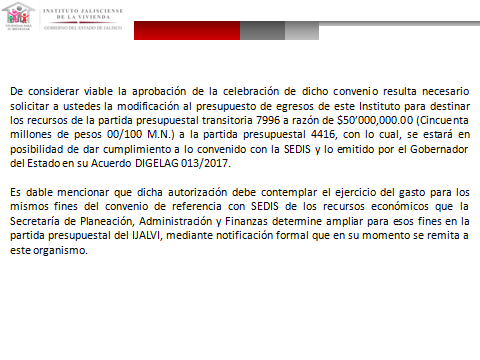 INSTITUTO JALISCIENSE
DE LA VIVIENDA
GOBIERNO DEL ESTADO DE JALISCO
De considerar viable la aprobación de la celebración de dicho convenio resulta necesario
solicitar a ustedes la modificación al presupuesto de egresos de este Instituto para destinar
los recursos de la partida presupuestal transitoria 7996 a razón de $50’000,000.00 (Cincuenta
millones de pesos 00/100 M.N.) a la partida presupuestal 4416, con lo cual, se estará en
posibilidad de dar cumplimiento a lo convenido con la SEDIS y lo emitido por el Gobernador
del Estado en su Acuerdo DIGELAG 013/2017.
Es dable mencionar que dicha autorización debe contemplar el ejercicio del gasto para los
mismos fines del convenio de referencia con SEDIS de los recursos económicos que la
Secretaría de Planeación, Administración y Finanzas determine ampliar para esos fines en la
partida presupuestal del IJALVI, mediante notificación formal que en su momento se remita a
este organismo.